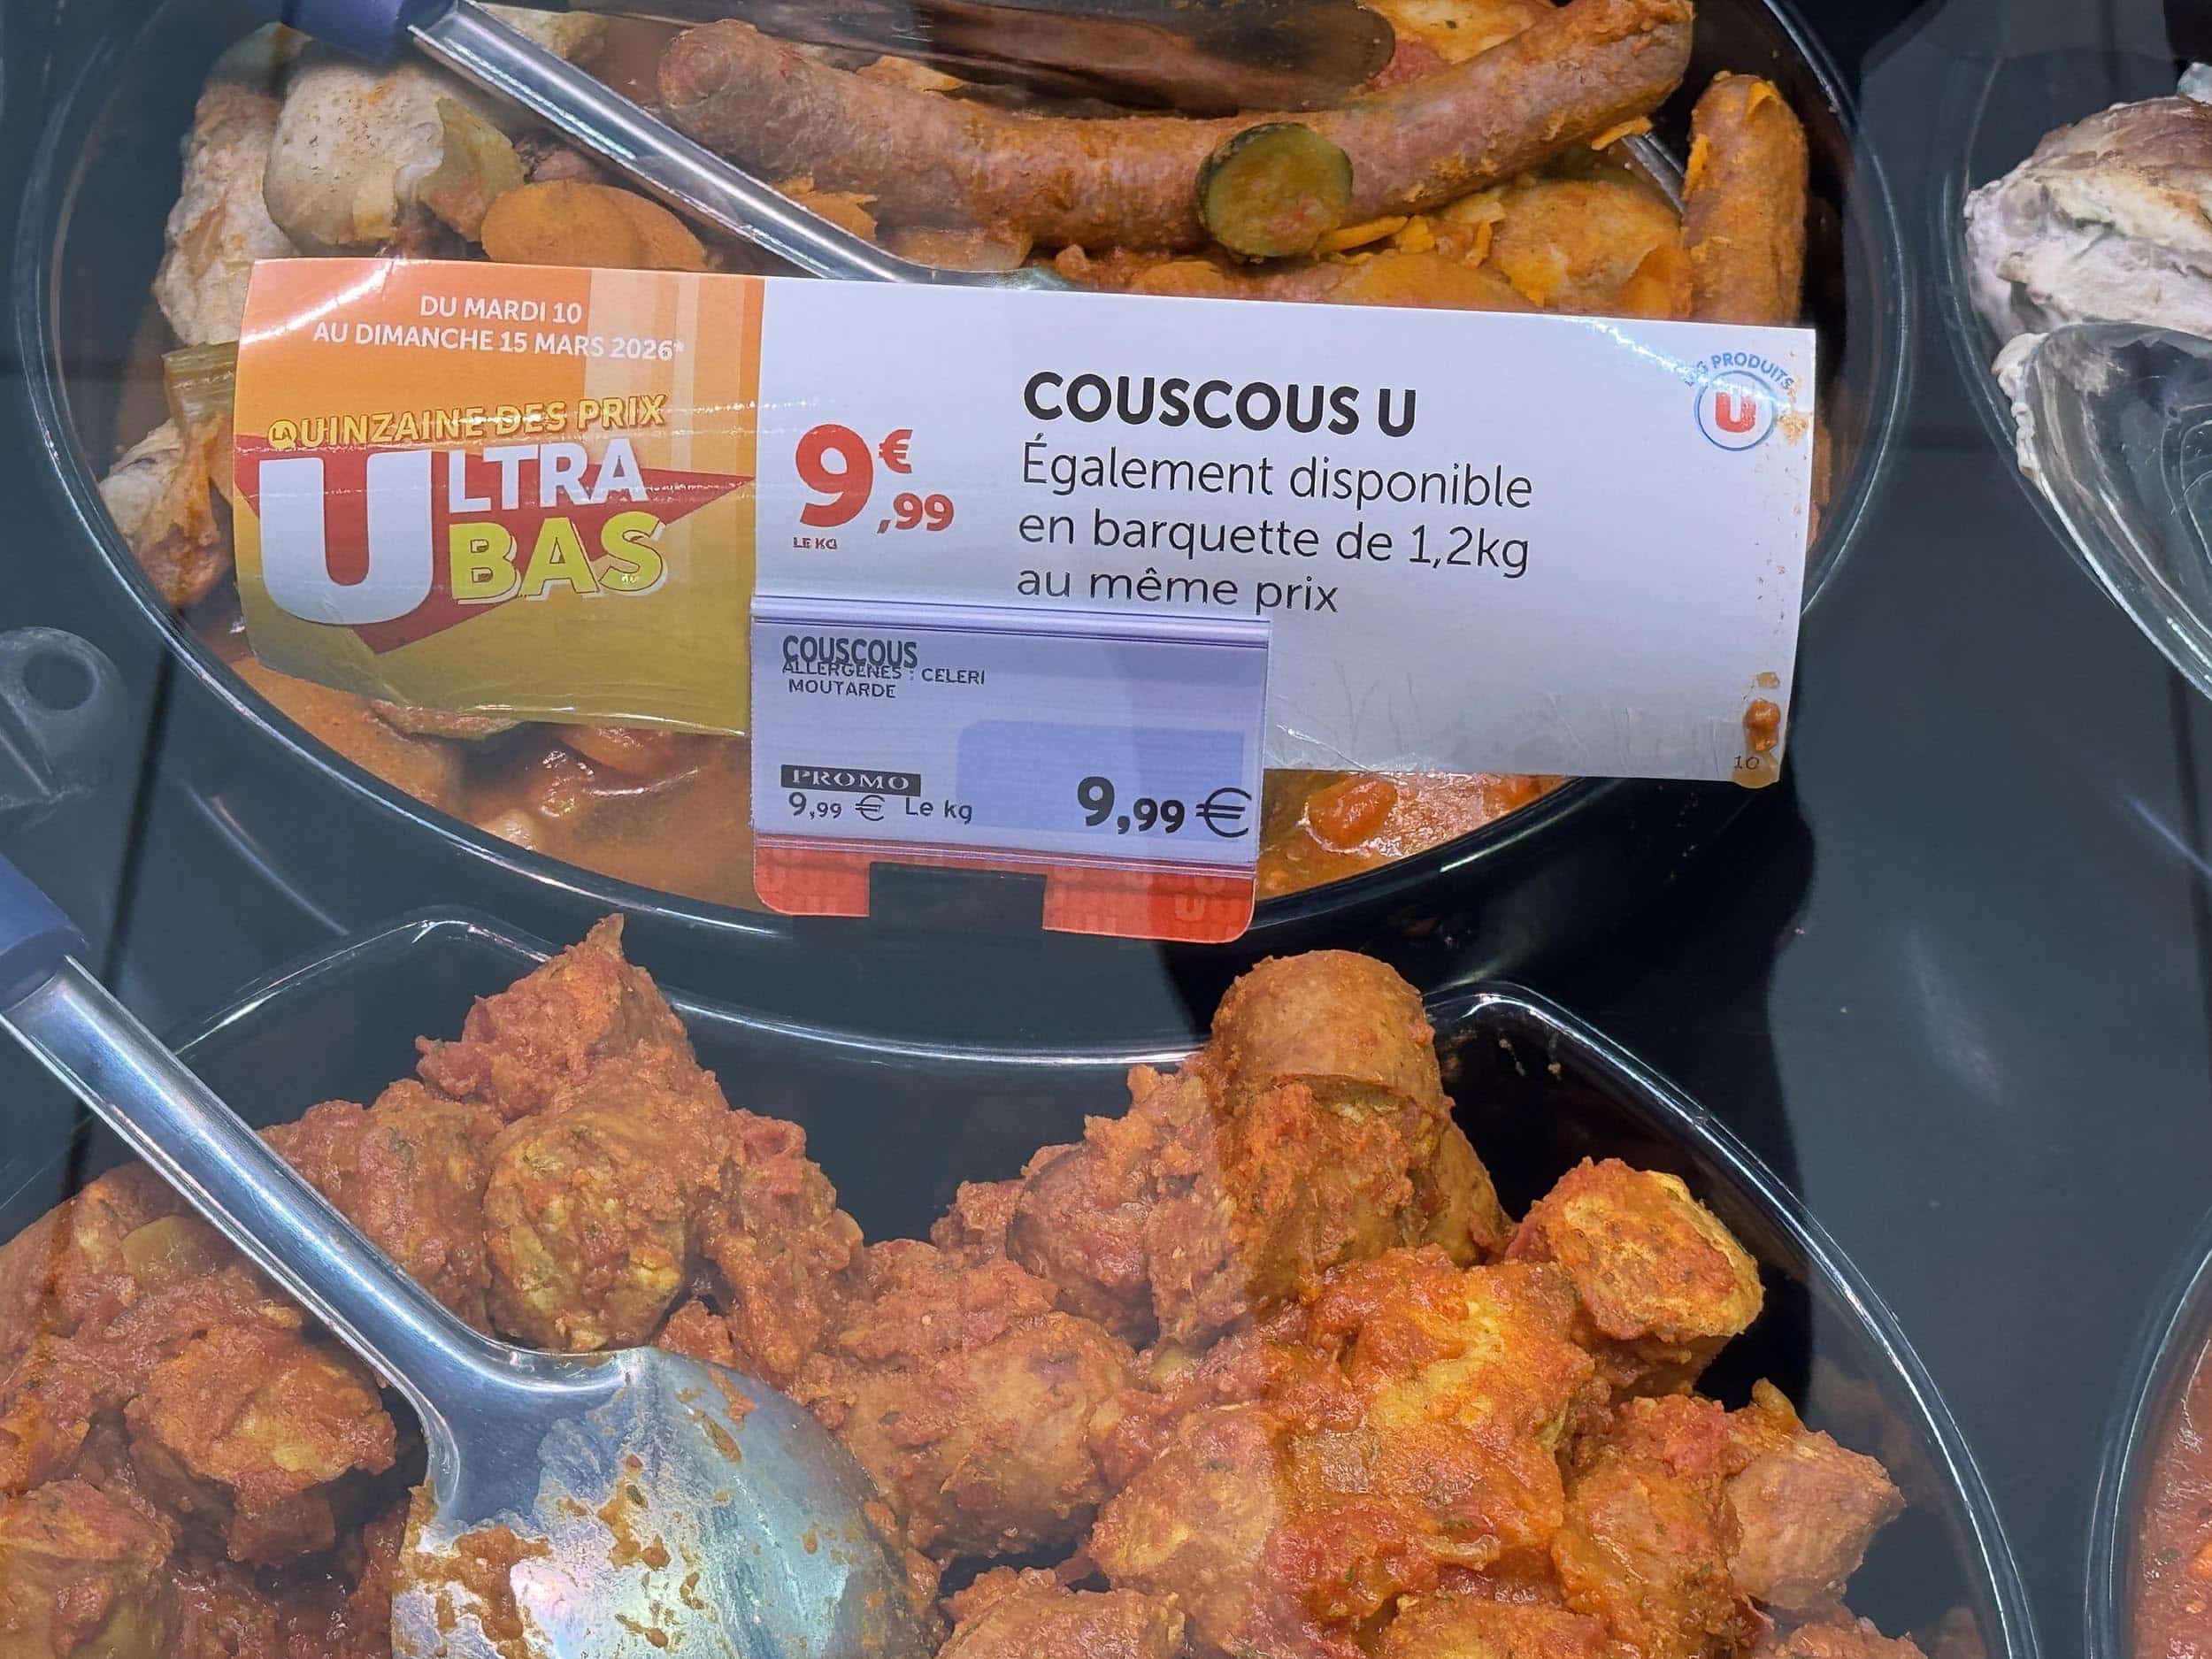 DU MARDI 10
AU DIMANCHE 15 MARS 2026*
LA QUINZAINE DES PRIX
ULTRA
BAS
9€,99
LE KG
COUSCOUS U
Également disponible
en barquette de 1,2kg
au même prix
LES PRODUITS
U
COUSCOUS
ALLERGENES : CELERI
MOUTARDE
PROMO
9,99 € Le kg
9,99 €
10